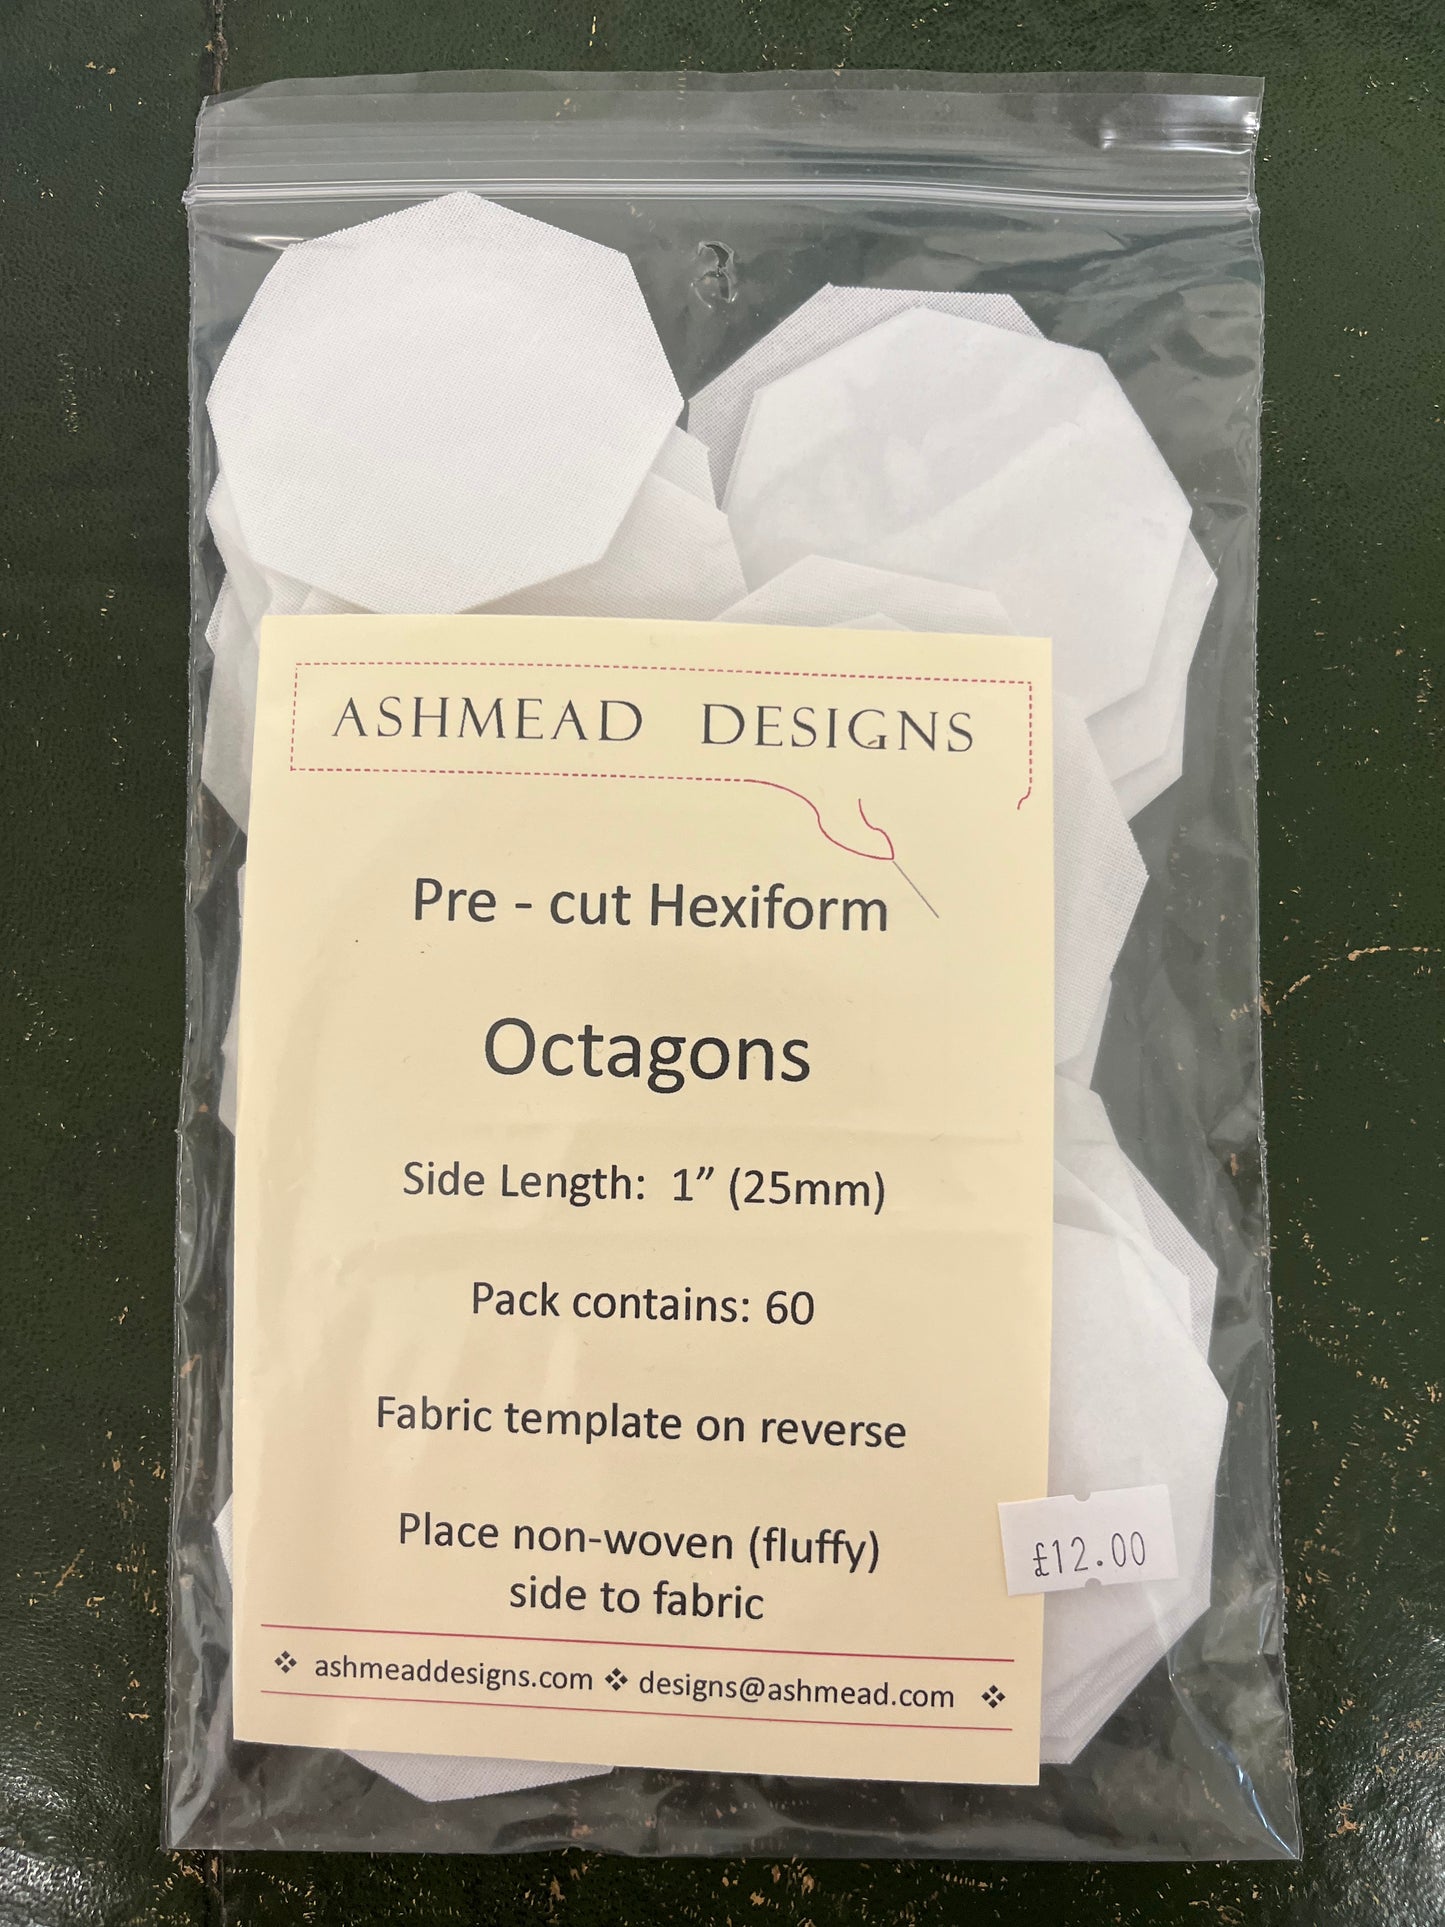 ASHMEAD DESIGNS
Pre - cut Hexiform
Octagons
Side Length: 1” (25mm)
Pack contains: 60
Fabric template on reverse
Place non-woven (fluffy)
side to fabric
£12.00
❖ ashmeaddesigns.com ❖ designs@ashmead.com ❖